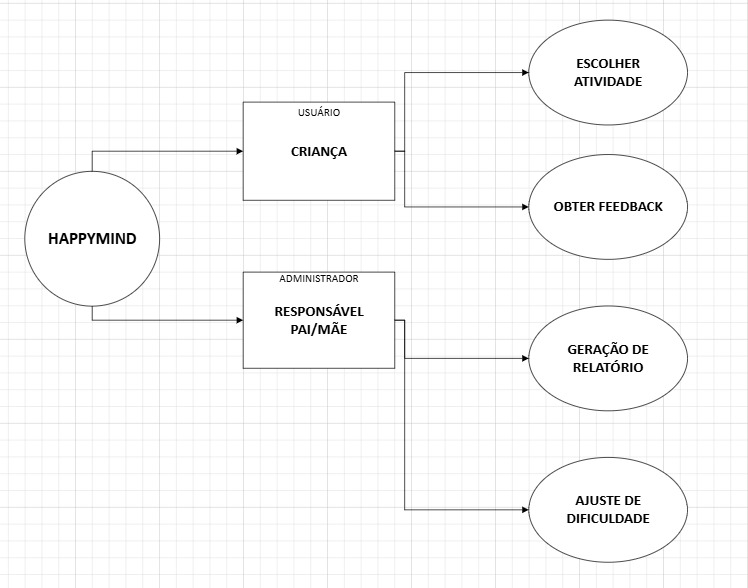 HAPPYMIND
USUÁRIO
CRIANÇA
ESCOLHER
ATIVIDADE
OBTER FEEDBACK
ADMINISTRADOR
RESPONSÁVEL
PAI/MÃE
GERAÇÃO DE
RELATÓRIO
AJUSTE DE
DIFICULDADE